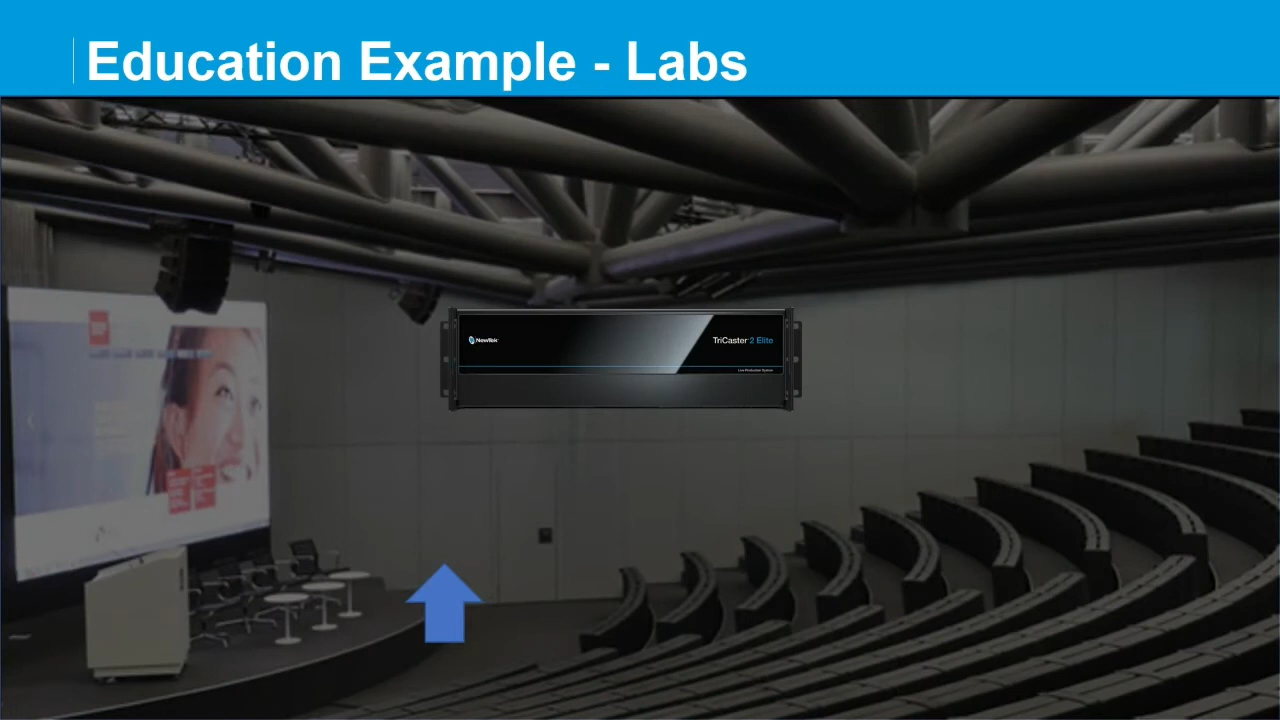 Education Example - Labs
NewTek
TriCaster 2 Elite
Live Production System